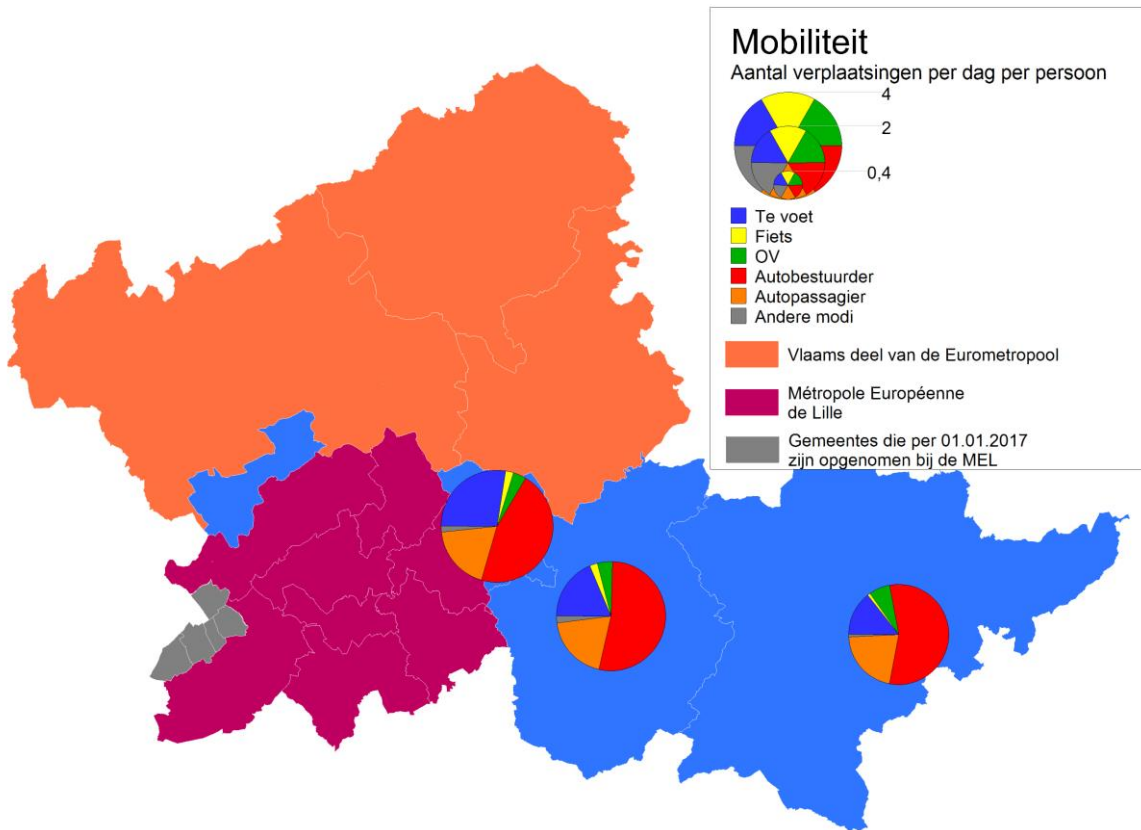 Mobiliteit
Aantal verplaatsingen per dag per persoon
4
2
0,4
Te voet
Fiets
OV
Autobestuurder
Autopassagier
Andere modi
Vlaams deel van de Eurometropool
Métropole Européenne
de Lille
Gemeentes die per 01.01.2017
zijn opgenomen bij de MEL